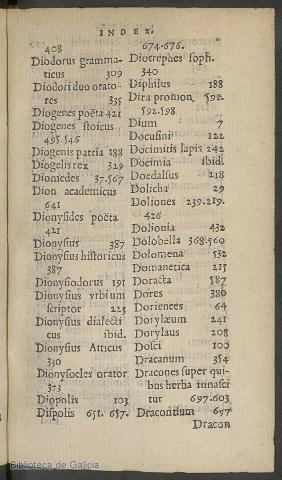 INDEX.
408
Diodorus gramma-
ticus 309
Diodori duo orato-
res 335
Diogenes poëta 421
Diogenes stoicus
495.546
Diogenis patria 188
Diogelis rex 329
Diomedes 37.567
Dion academicus
641
Dionysides poëta
421
Dionysius 387
Dionysius historicus
387
Dionysiodorus 191
Dionysius vrbium
scriptor 223
Dionysius dialecti
cus ibid.
Dionysius Atticus
330
Dionysocles orator
373
Diopolis 103
Dispolis 651. 657.
674.676.
Diotrephes soph.
340
Diphilus 188
Dira promon. 591.
592.598
Dium 7
Docusini 122
Docimitis lapis 242
Docimia ibid.
Doedalsus 218
Dolicha 29
Doliones 239.219.
426
Dolionia 432
Dolobella 368.560
Dolomena 532
Domanetica 215
Doracta 587
Dores 380
Dorienees 64
Dorylæum 241
Dorylaus 208
Dosci 100
Dracanum 354
Dracones super qui-
bus herba innasci
tur 697.603
Dracontium 697
Dracon
Biblioteca de Galicia